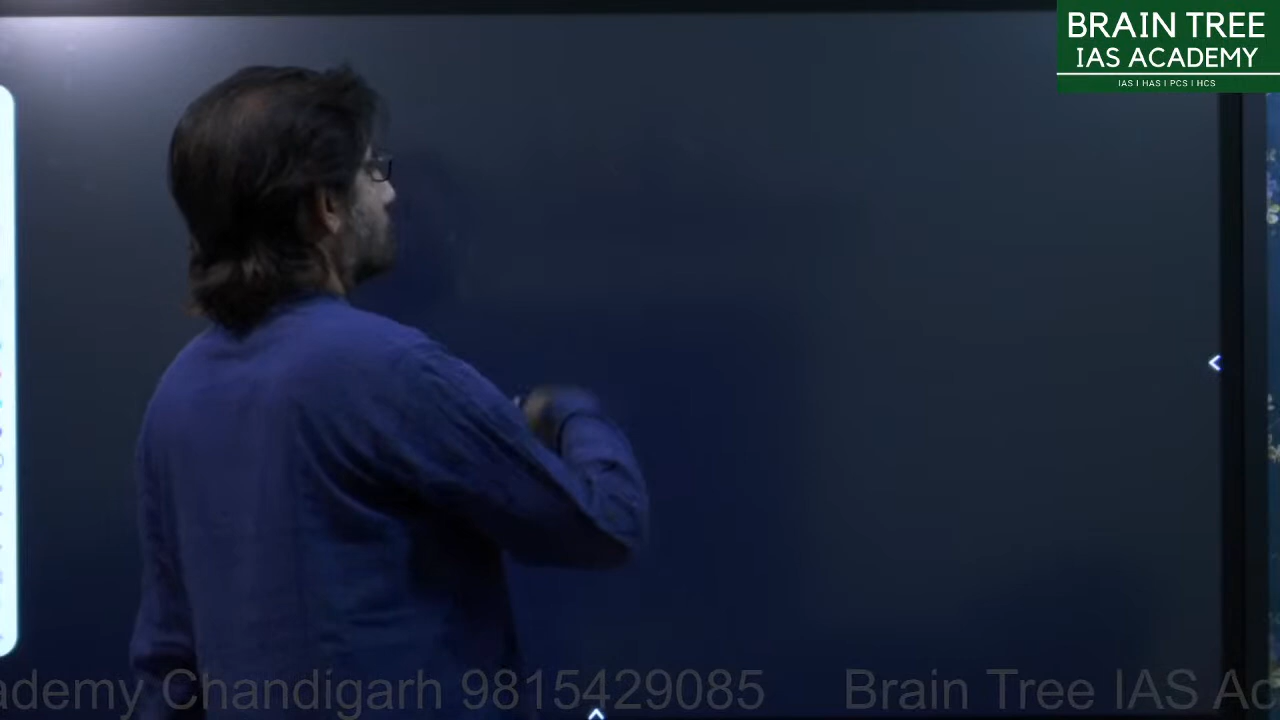 BRAIN TREE
IAS ACADEMY
IAS I HAS I PCS I HCS
ademy Chandigarh 9815429085 Brain Tree IAS Ac